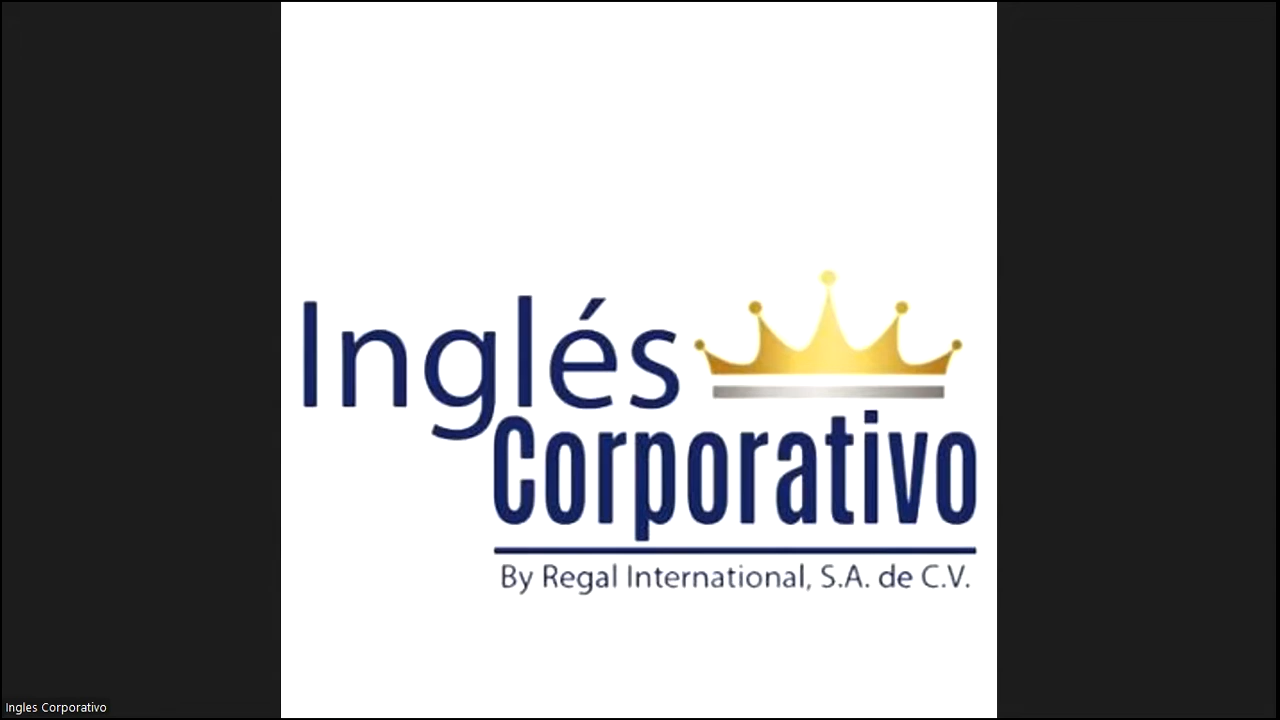 Inglés
Corporativo
By Regal International, S.A. de C.V.
Ingles Corporativo